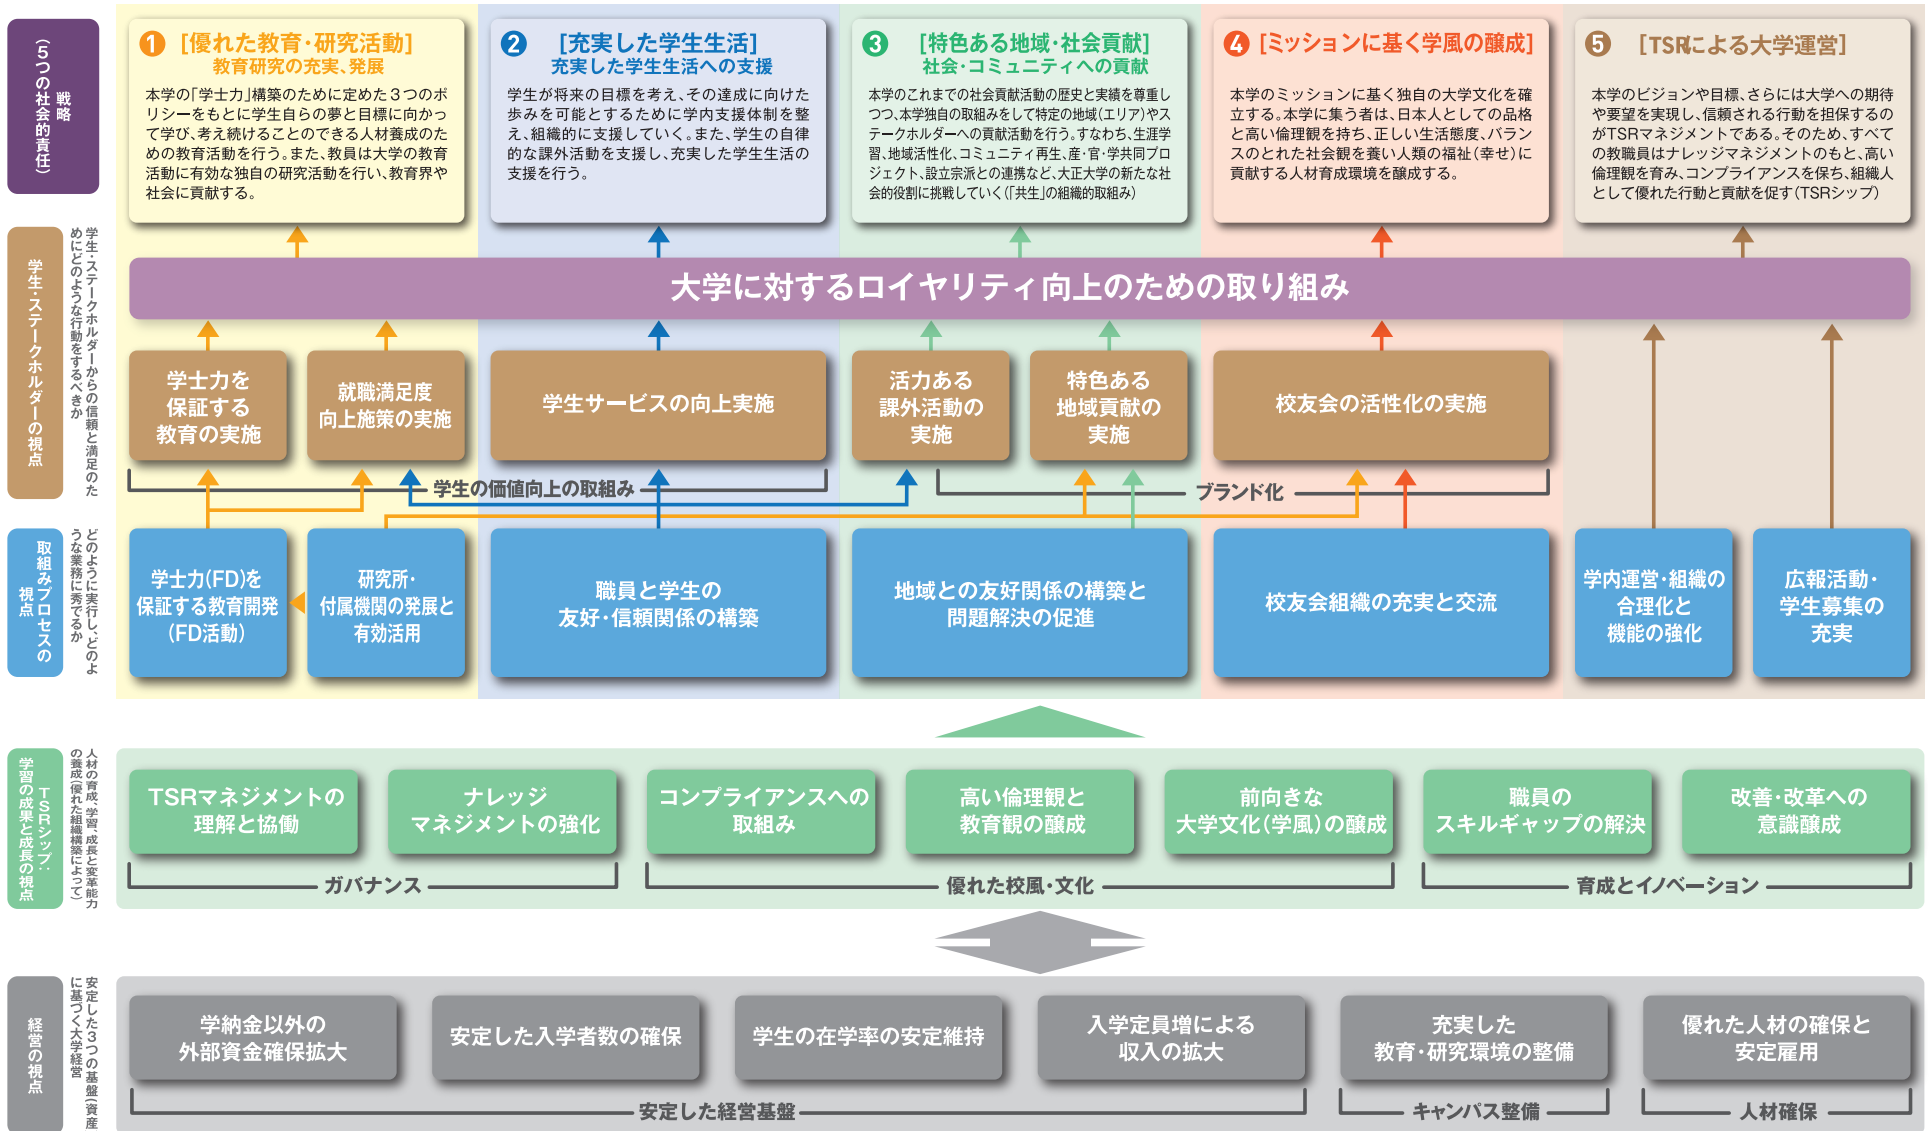 戦略
（５つの社会的責任）
❶ [優れた教育・研究活動]
教育研究の充実、発展
本学の「学士力」構築のために定めた３つのポ
リシーをもとに学生自らの夢と目標に向かっ
て学び、考え続けることのできる人材養成のた
めの教育活動を行う。また、教員は大学の教育
活動に有効な独自の研究活動を行い、教育界や
社会に貢献する。
❷ [充実した学生生活]
充実した学生生活への支援
学生が将来の目標を考え、その達成に向けた
歩みを可能とするために学内支援体制を整
え、組織的に支援していく。また、学生の自律
的な課外活動を支援し、充実した学生生活の
支援を行う。
❸ [特色ある地域・社会貢献]
社会・コミュニティへの貢献
本学のこれまでの社会貢献活動の歴史と実績を尊重し
つつ、本学独自の取組みをして特定の地域（エリア）やス
テークホルダーへの貢献活動を行う。すなわち、生涯学
習、地域活性化、コミュニティ再生、産・官・学共同プロ
ジェクト、設立宗派との連携など、大正大学の新たな社
会的役割に挑戦していく（「共生」の組織的取組み）
❹ [ミッションに基く学風の醸成]
本学のミッションに基く独自の大学文化を確
立する。本学に集う者は、日本人としての品格
と高い倫理観を持ち、正しい生活態度、バラン
スのとれた社会観を養い人類の福祉（幸せ）に
貢献する人材育成環境を醸成する。
❺ [TSRによる大学運営]
本学のビジョンや目標、さらには大学への期待
や要望を実現し、信頼される行動を担保するの
がTSRマネジメントである。そのため、すべて
の教職員はナレッジマネジメントのもと、高い
倫理観を育み、コンプライアンスを保ち、組織人
として優れた行動と貢献を促す（TSRシップ）
学生・ステークホルダーの視点
学生・ステークホルダーからの信頼と満足のた
めにどのような行動をするべきか
大学に対するロイヤリティ向上のための取り組み
学士力を
保証する
教育の実施
就職満足度
向上施策の実施
学生サービスの向上実施
活力ある
課外活動の
実施
特色ある
地域貢献の
実施
校友会の活性化の実施
学生の価値向上の取組み
ブランド化
取組みプロセスの
視点
どのように実行し、どのよ
うな業務に秀でるか
学士力（FD）を
保証する教育開発
（FD活動）
研究所・
付属機関の発展と
有効活用
職員と学生の
友好・信頼関係の構築
地域との友好関係の構築と
問題解決の促進
校友会組織の充実と交流
学内運営・組織の
合理化と
機能の強化
広報活動・
学生募集の
充実
TSRシップ：
学習の成果と成長の視点
人材の育成、学習、成長と変革能力
の養成（優れた組織構築によって）
TSRマネジメントの
理解と協働
ナレッジ
マネジメントの強化
コンプライアンスへの
取組み
高い倫理観と
教育観の醸成
前向きな
大学文化（学風）の醸成
職員の
スキルギャップの解決
改善・改革への
意識醸成
ガバナンス
優れた校風・文化
育成とイノベーション
経営の視点
安定した３つの基盤（資産
に基づく大学経営
学納金以外の
外部資金確保拡大
安定した入学者数の確保
学生の在学率の安定維持
入学定員増による
収入の拡大
充実した
教育・研究環境の整備
優れた人材の確保と
安定雇用
安定した経営基盤
キャンパス整備
人材確保